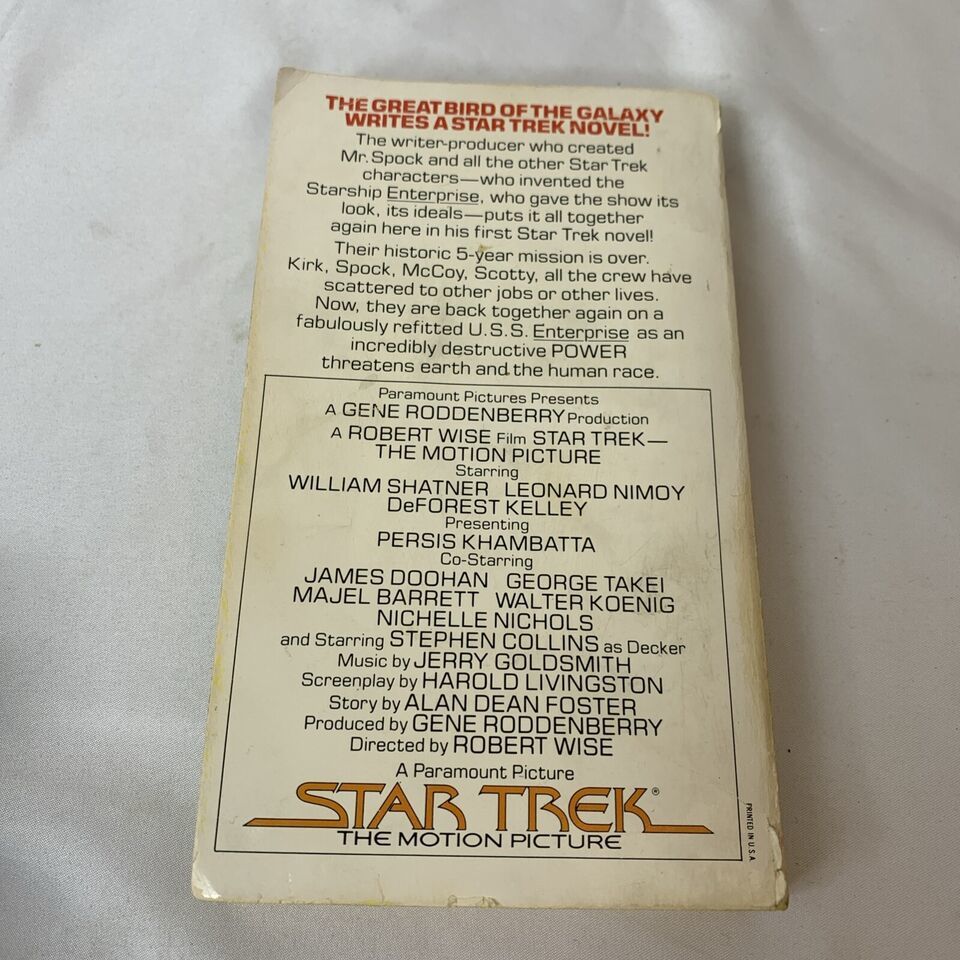 THE GREAT BIRD OF THE GALAXY
WRITES A STAR TREK NOVEL!
The writer-producer who created
Mr. Spock and all the other Star Trek
characters—who invented the
Starship Enterprise, who gave the show its
look, its ideals—puts it all together
again here in his first Star Trek novel!
Their historic 5-year mission is over.
Kirk, Spock, McCoy, Scotty, all the crew have
scattered to other jobs or other lives.
Now, they are back together again on a
fabulously refitted U.S.S. Enterprise as an
incredibly destructive POWER
threatens earth and the human race.
Paramount Pictures Presents
A GENE RODDENBERRY Production
A ROBERT WISE Film STAR TREK—
THE MOTION PICTURE
Starring
WILLIAM SHATNER LEONARD NIMOY
DeFOREST KELLEY
Presenting
PERSIS KHAMBATTA
Co-Starring
JAMES DOOHAN GEORGE TAKEI
MAJEL BARRETT WALTER KOENIG
NICHELLE NICHOLS
and Starring STEPHEN COLLINS as Decker
Music by JERRY GOLDSMITH
Screenplay by HAROLD LIVINGSTON
Story by ALAN DEAN FOSTER
Produced by GENE RODDENBERRY
Directed by ROBERT WISE
A Paramount Picture
STAR TREK®
THE MOTION PICTURE
PRINTED IN U.S.A.